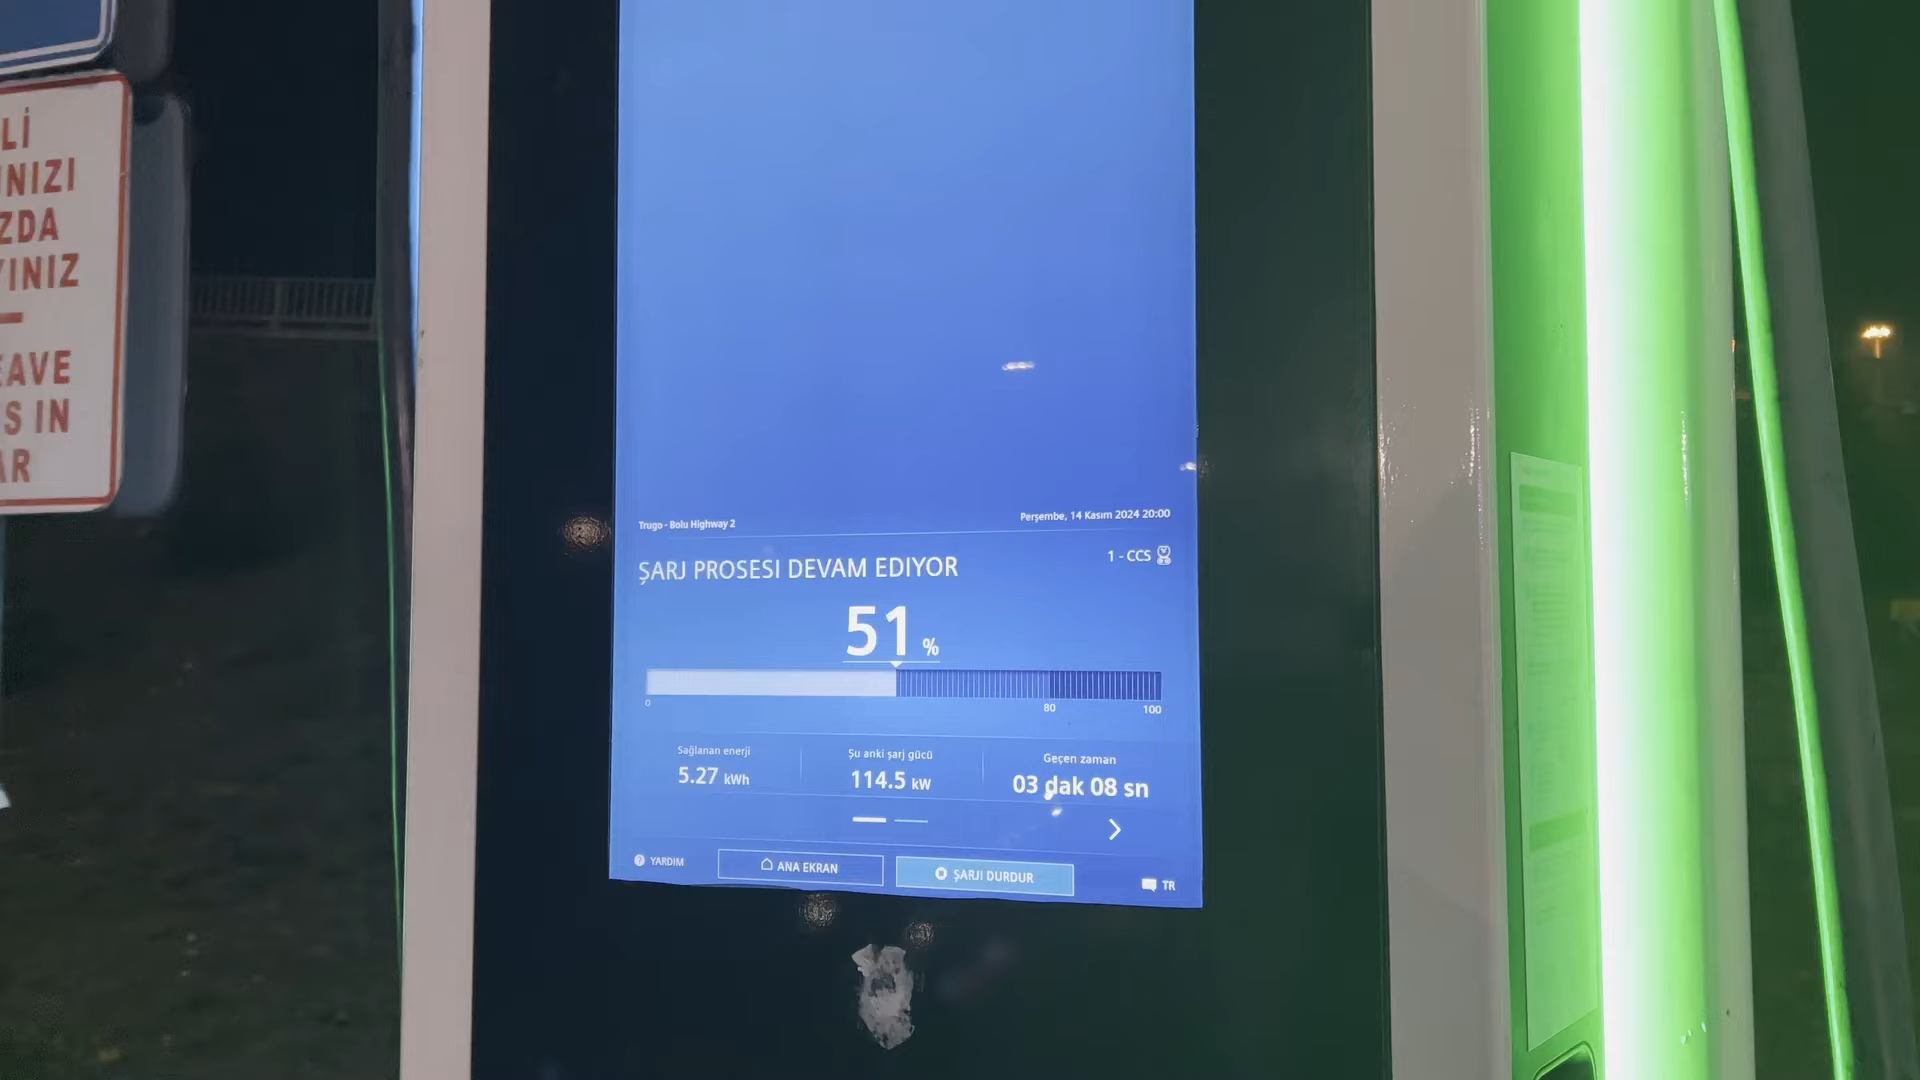 Lİ
NIZI
ZDA
YINIZ
EAVE
S IN
AR
Trugo - Bolu Highway 2
Perşembe, 14 Kasım 2024 20:00
ŞARJ PROSESI DEVAM EDIYOR
1 - CCS
51 %
0
80
100
Sağlanan enerji
5.27 kWh
Şu anki şarj gücü
114.5 kW
Geçen zaman
03 dak 08 sn
YARDIM
ANA EKRAN
ŞARJI DURDUR
TR